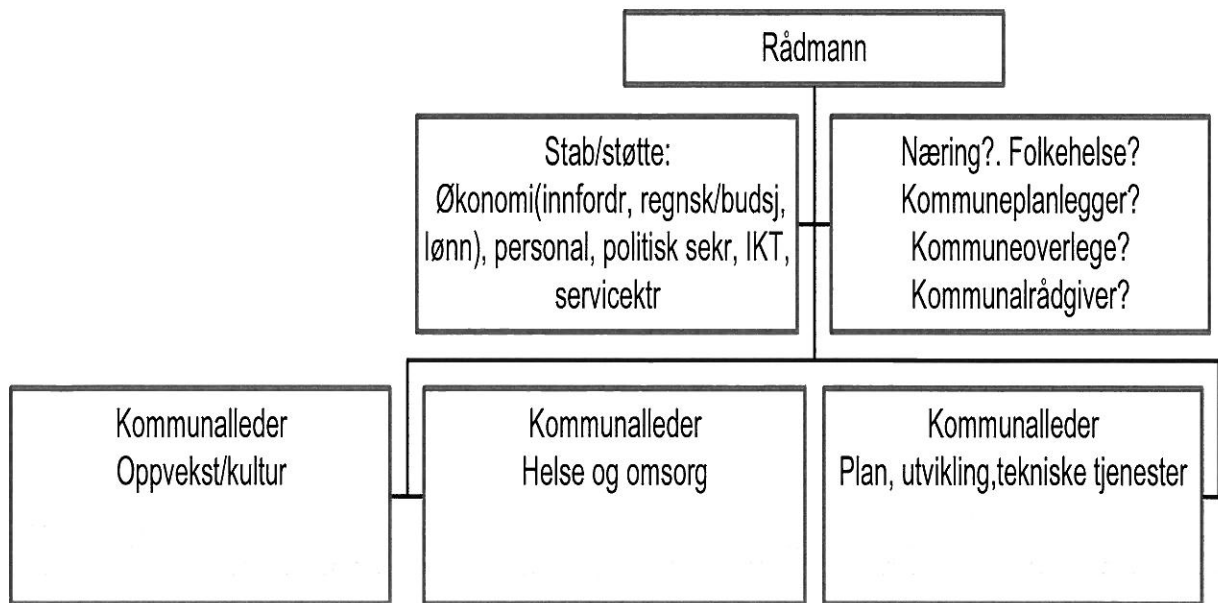 Rådmann
Stab/støtte:
Økonomi(innfordr, regnsk/budsj,
lønn), personal, politisk sekr, IKT,
servicektr
Næring?. Folkehelse?
Kommuneplanlegger?
Kommuneoverlege?
Kommunalrådgiver?
Kommunalleder
Oppvekst/kultur
Kommunalleder
Helse og omsorg
Kommunalleder
Plan, utvikling,tekniske tjenester